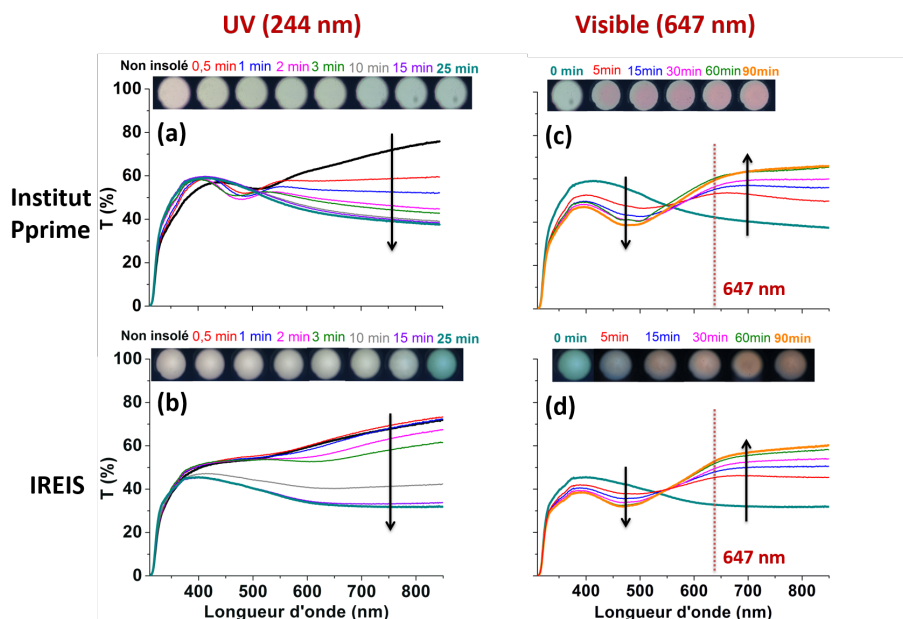 UV (244 nm)
Visible (647 nm)
Institut
Pprime
Non insolé 0,5 min 1 min 2 min 3 min 10 min 15 min 25 min
(a)
T (%)
100
80
60
40
20
0
0 min 5min 15min 30min 60min 90min
(c)
647 nm
IREIS
Non insolé 0,5 min 1 min 2 min 3 min 10 min 15 min 25 min
(b)
T (%)
100
80
60
40
20
0
400 500 600 700 800
Longueur d'onde (nm)
0 min 5min 15min 30min 60min 90min
(d)
647 nm
400 500 600 700 800
Longueur d'onde (nm)